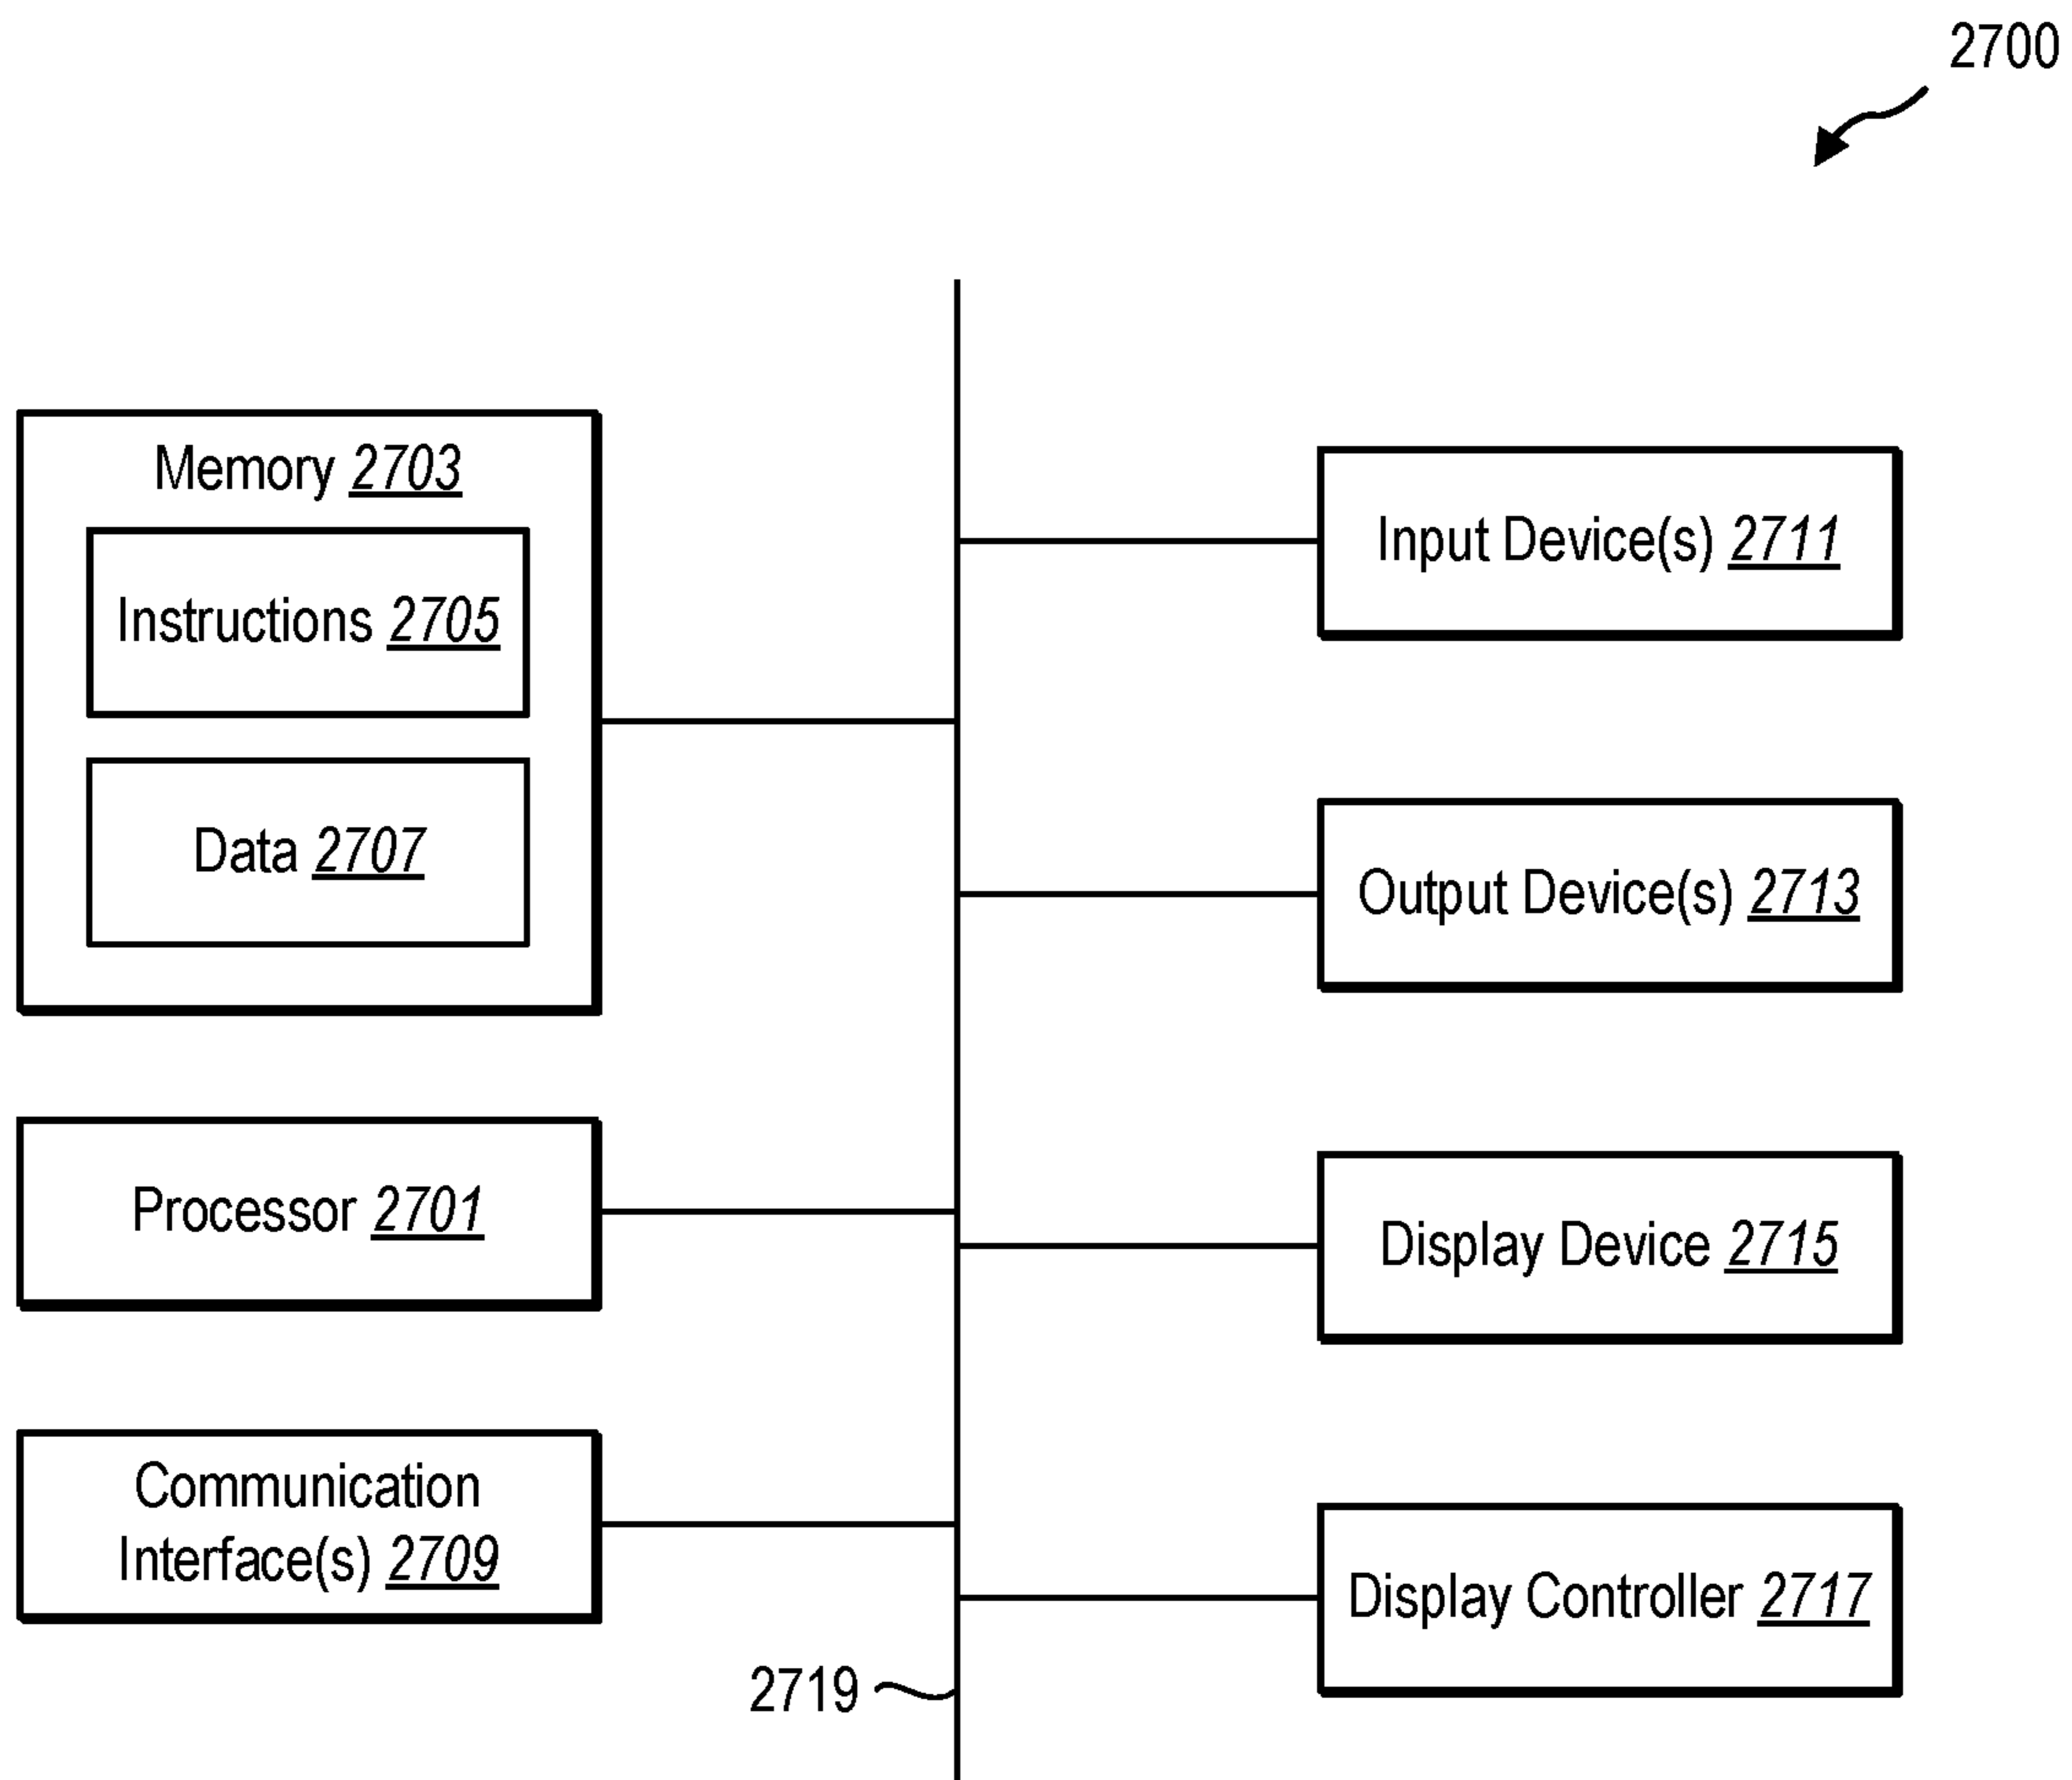 2700
Memory 2703
Instructions 2705
Data 2707
Processor 2701
Communication
Interface(s) 2709
Input Device(s) 2711
Output Device(s) 2713
Display Device 2715
Display Controller 2717
2719